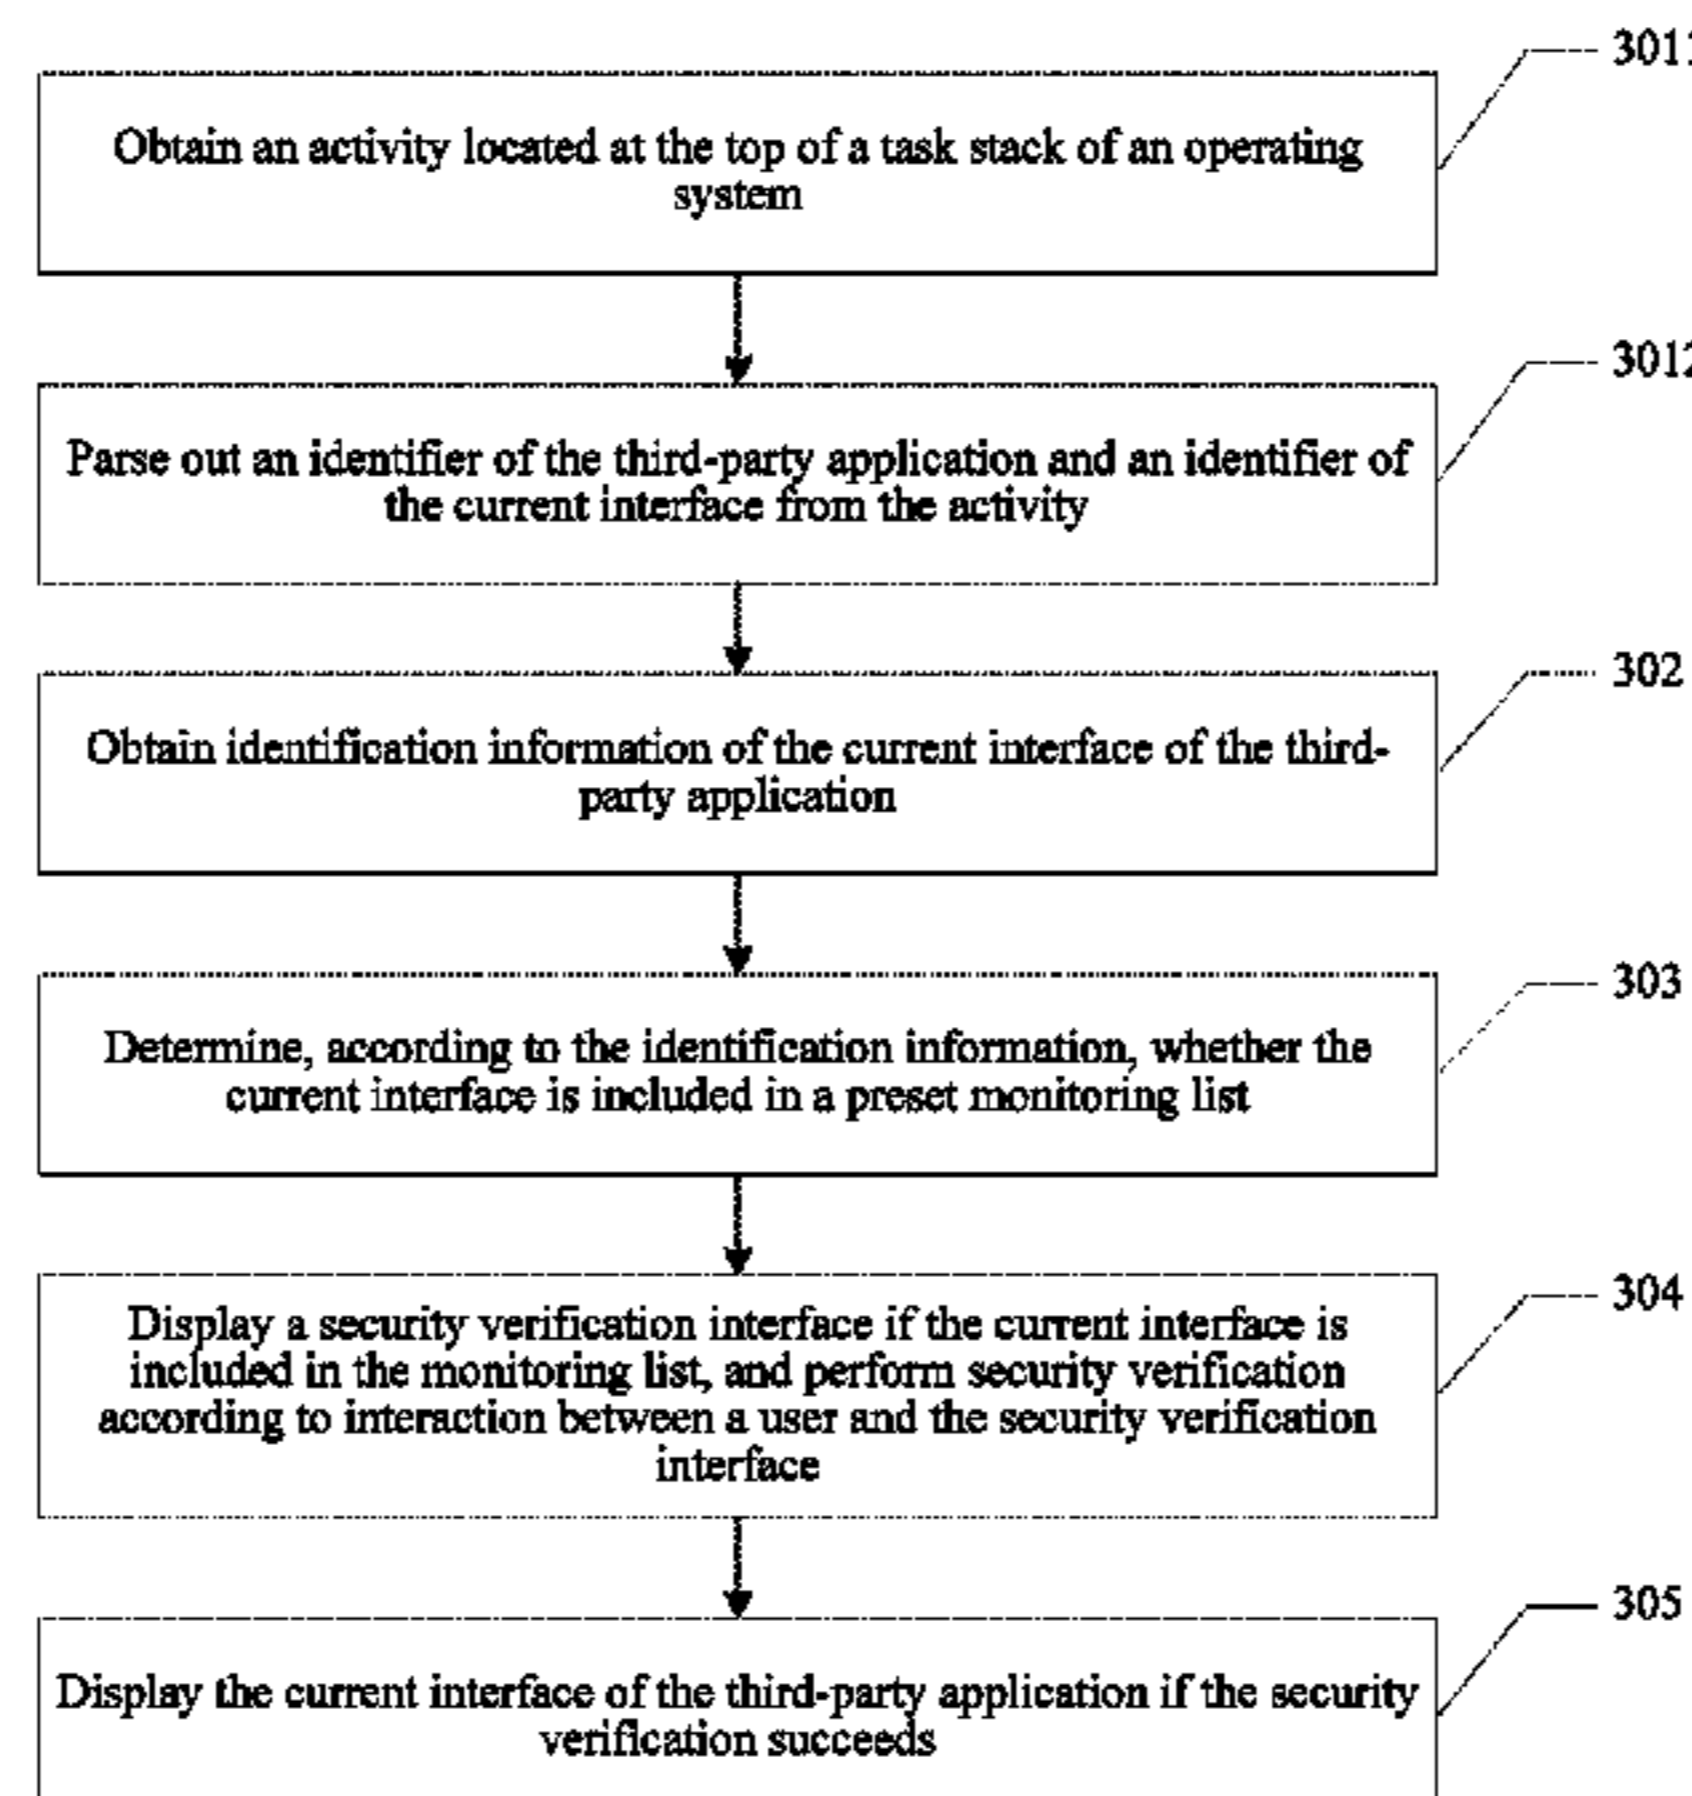 3011
Obtain an activity located at the top of a task stack of an operating
system
3012
Parse out an identifier of the third-party application and an identifier of
the current interface from the activity
302
Obtain identification information of the current interface of the third-
party application
303
Determine, according to the identification information, whether the
current interface is included in a preset monitoring list
304
Display a security verification interface if the current interface is
included in the monitoring list, and perform security verification
according to interaction between a user and the security verification
interface
305
Display the current interface of the third-party application if the security
verification succeeds